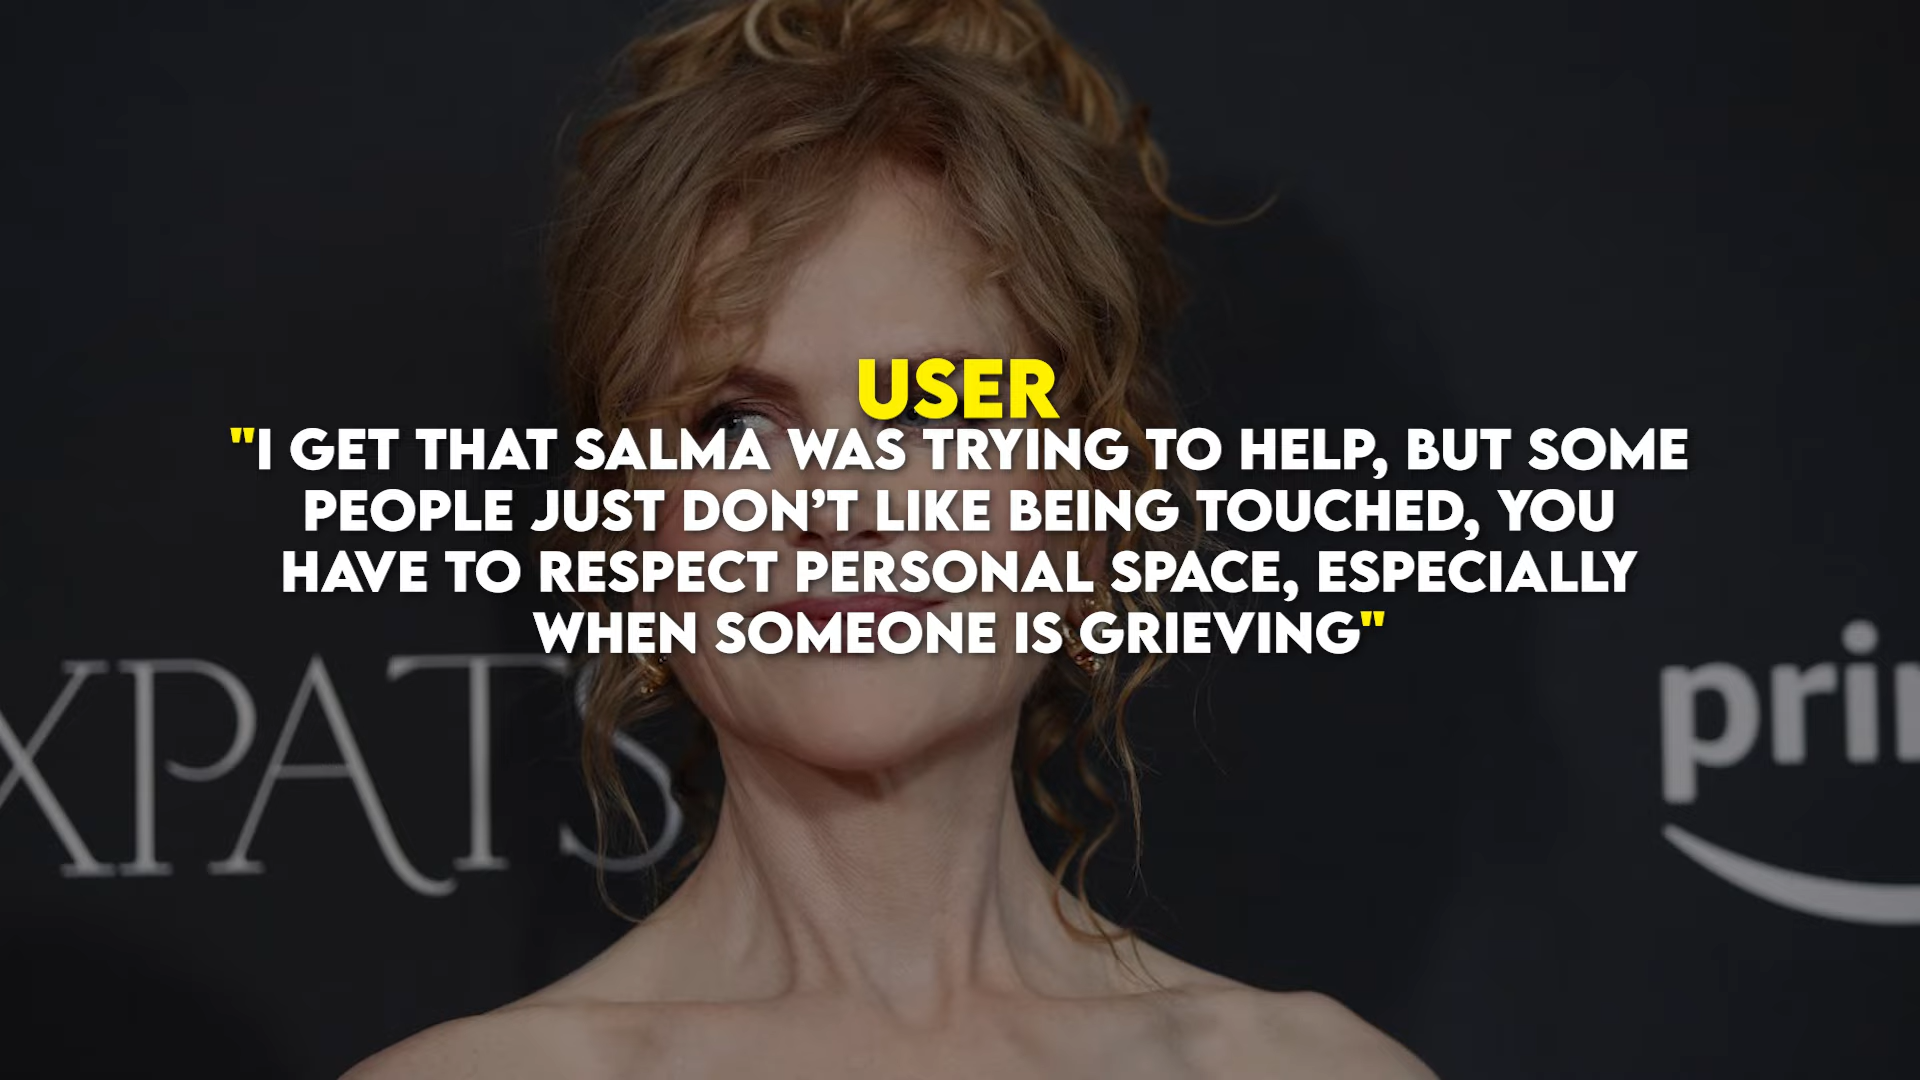 USER
"I GET THAT SALMA WAS TRYING TO HELP, BUT SOME
PEOPLE JUST DON’T LIKE BEING TOUCHED, YOU
HAVE TO RESPECT PERSONAL SPACE, ESPECIALLY
WHEN SOMEONE IS GRIEVING"
XPATS
pri